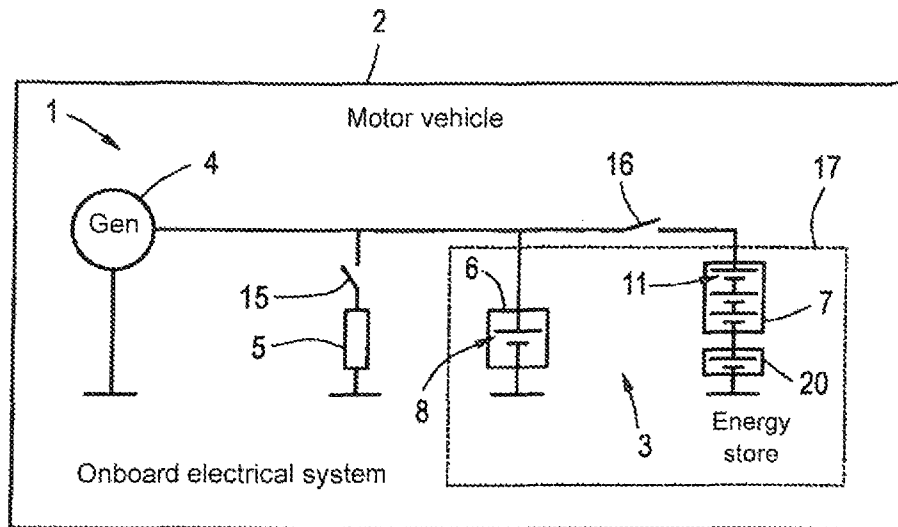 2
Motor vehicle
1
4
16
17
Gen
6
11
15
7
5
8
20
3
Energy
store
Onboard electrical system